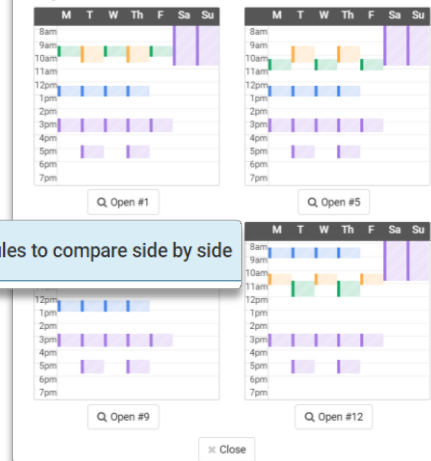 M T W Th F Sa Su
8am
9am
10am
11am
12pm
1pm
2pm
3pm
4pm
5pm
6pm
7pm
Open #1
M T W Th F Sa Su
8am
9am
10am
11am
12pm
1pm
2pm
3pm
4pm
5pm
6pm
7pm
Open #5
to compare side by side
12pm
1pm
2pm
3pm
4pm
5pm
6pm
7pm
Open #9
M T W Th F Sa Su
8am
9am
10am
11am
12pm
1pm
2pm
3pm
4pm
5pm
6pm
7pm
Open #12
Close